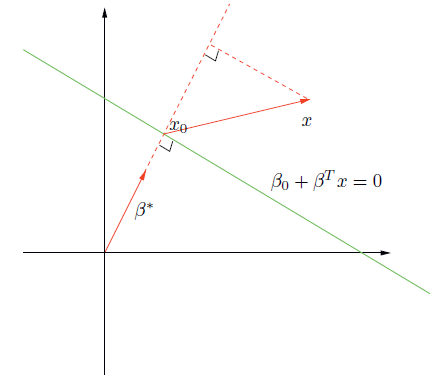 x₀
x
β₀ + βᵀx = 0
β*